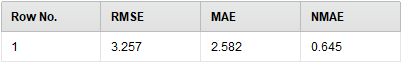 Row No. RMSE MAE NMAE
1 3.257 2.582 0.645